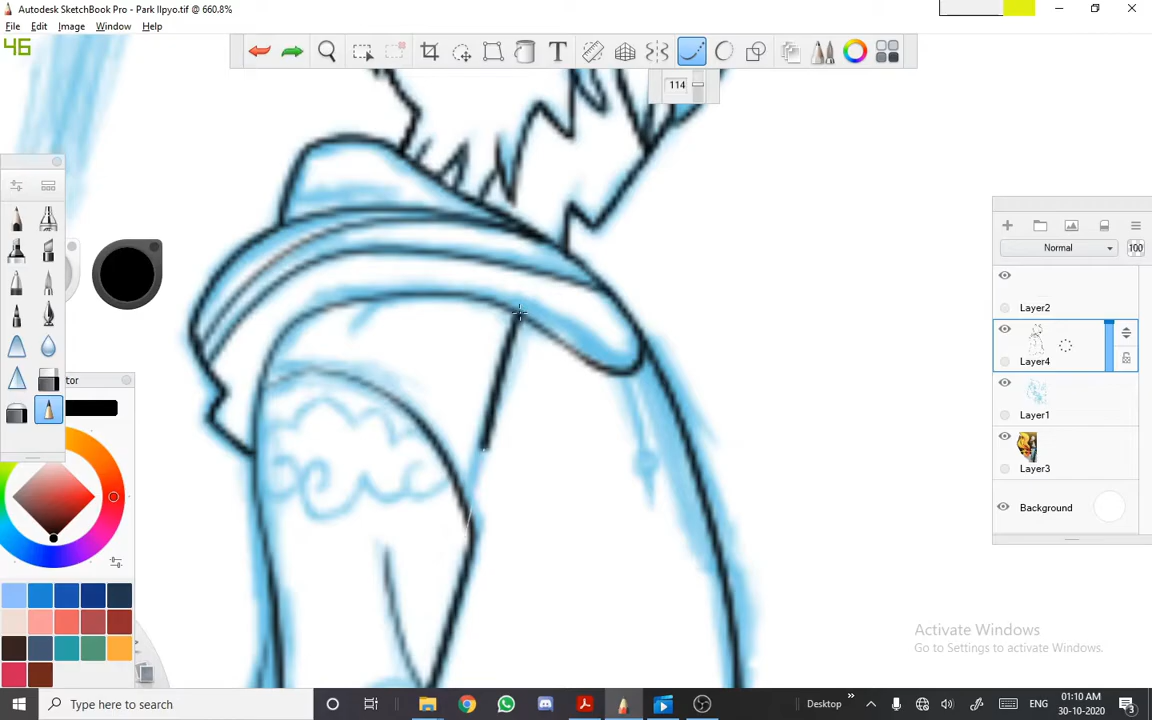 Autodesk SketchBook Pro - Park Ilpyo.tif @ 660.8%
File Edit Image Window Help
46
114
Normal
100
Layer2
Layer4
Layer1
tor
Layer3
Background
Activate Windows
Go to Settings to activate Windows.
Type here to search
Desktop
ENG
01:10 AM
30-10-2020
3